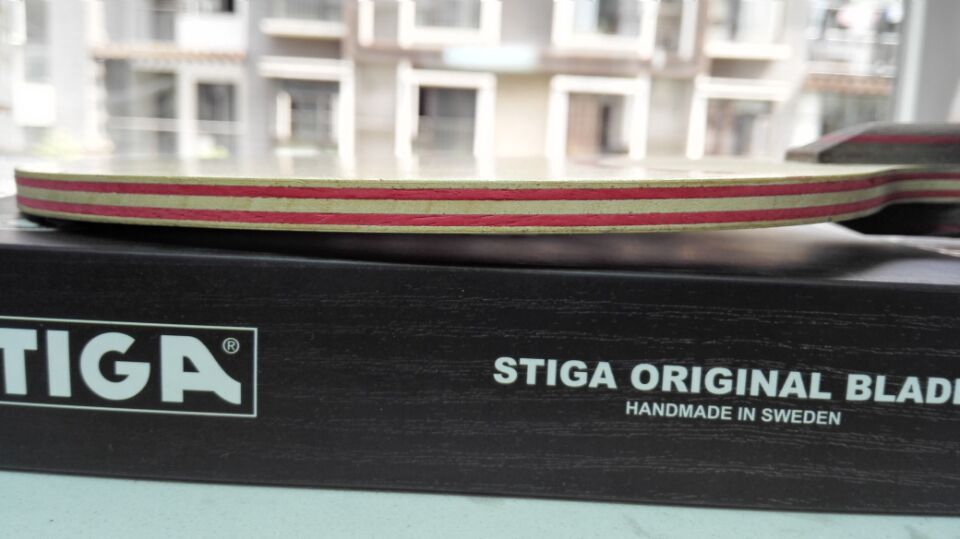 TIGA®
STIGA ORIGINAL BLAD
HANDMADE IN SWEDEN